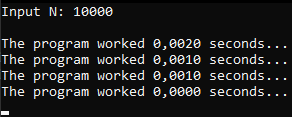 Input N: 10000
The program worked 0,0020 seconds...
The program worked 0,0010 seconds...
The program worked 0,0010 seconds...
The program worked 0,0000 seconds...